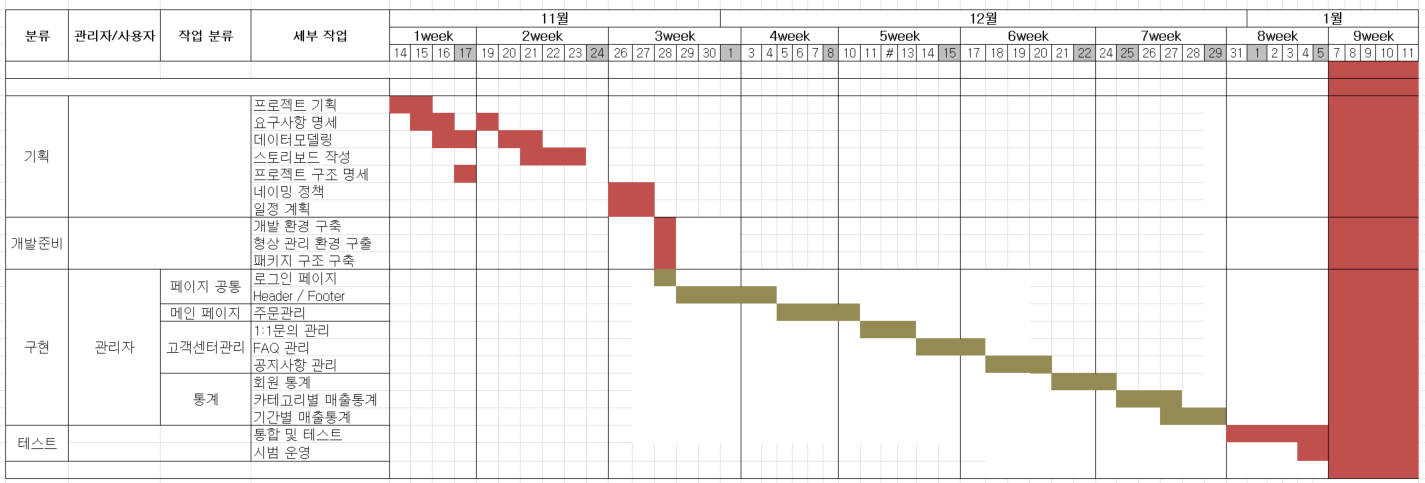 11월 12월 1월
분류 관리자/사용자 작업 분류 세부 작업
1week 2week 3week 4week 5week 6week 7week 8week 9week
14 15 16 17 19 20 21 22 23 24 26 27 28 29 30 1 3 4 5 6 7 8 10 11 # 13 14 15 17 18 19 20 21 22 24 25 26 27 28 29 31 1 2 3 4 5 7 8 9 10 11
프로젝트 기획
요구사항 명세
데이터모델링
기획 스토리보드 작성
프로젝트 구조 명세
네이밍 정책
일정 계획
개발 환경 구축
개발준비 형상 관리 환경 구출
패키지 구조 구축
페이지 공통 로그인 페이지
Header / Footer
메인 페이지 주문관리
1:1문의 관리
구현 관리자 고객센터관리 FAQ 관리
공지사항 관리
회원 통계
통계 카테고리별 매출통계
기간별 매출통계
테스트 통합 및 테스트
시범 운영